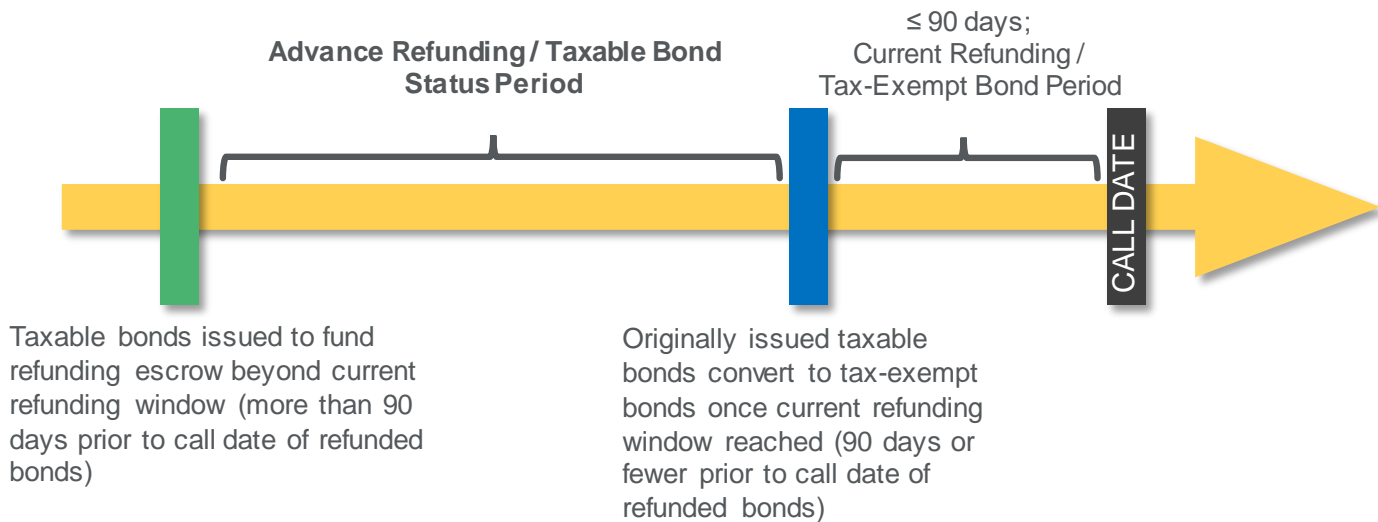 Advance Refunding / Taxable Bond
Status Period
≤ 90 days;
Current Refunding /
Tax-Exempt Bond Period
CALL DATE
Taxable bonds issued to fund
refunding escrow beyond current
refunding window (more than 90
days prior to call date of refunded
bonds)
Originally issued taxable
bonds convert to tax-exempt
bonds once current refunding
window reached (90 days or
fewer prior to call date of
refunded bonds)